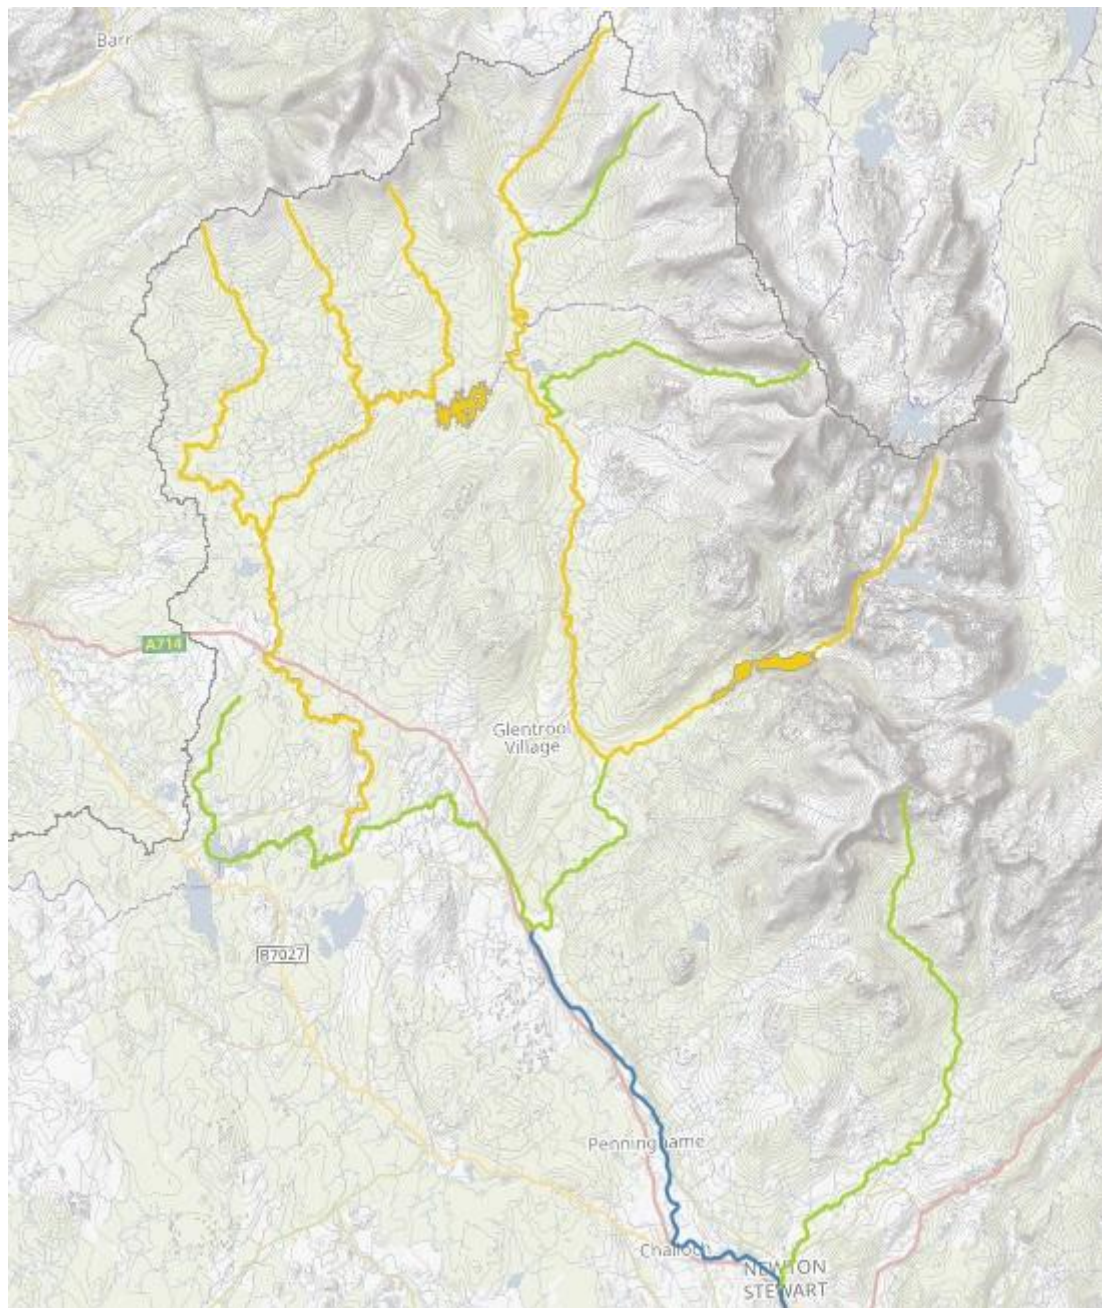 Barr
A714
Glentrool
Village
B7027
Penninghame
Challoch
NEWTON
STEWART